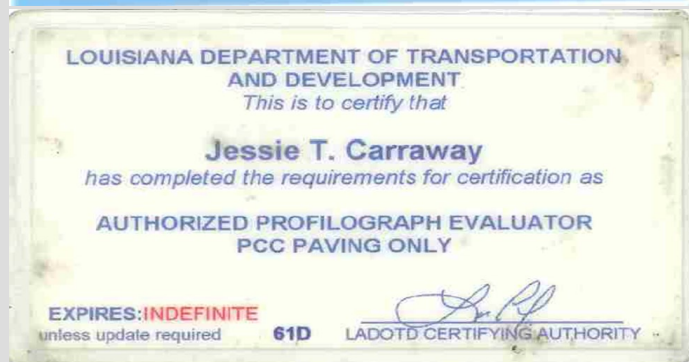 LOUISIANA DEPARTMENT OF TRANSPORTATION
AND DEVELOPMENT
This is to certify that
Jessie T. Carraway
has completed the requirements for certification as
AUTHORIZED PROFILOGRAPH EVALUATOR
PCC PAVING ONLY
EXPIRES:INDEFINITE
unless update required 61D LADOTD CERTIFYING AUTHORITY